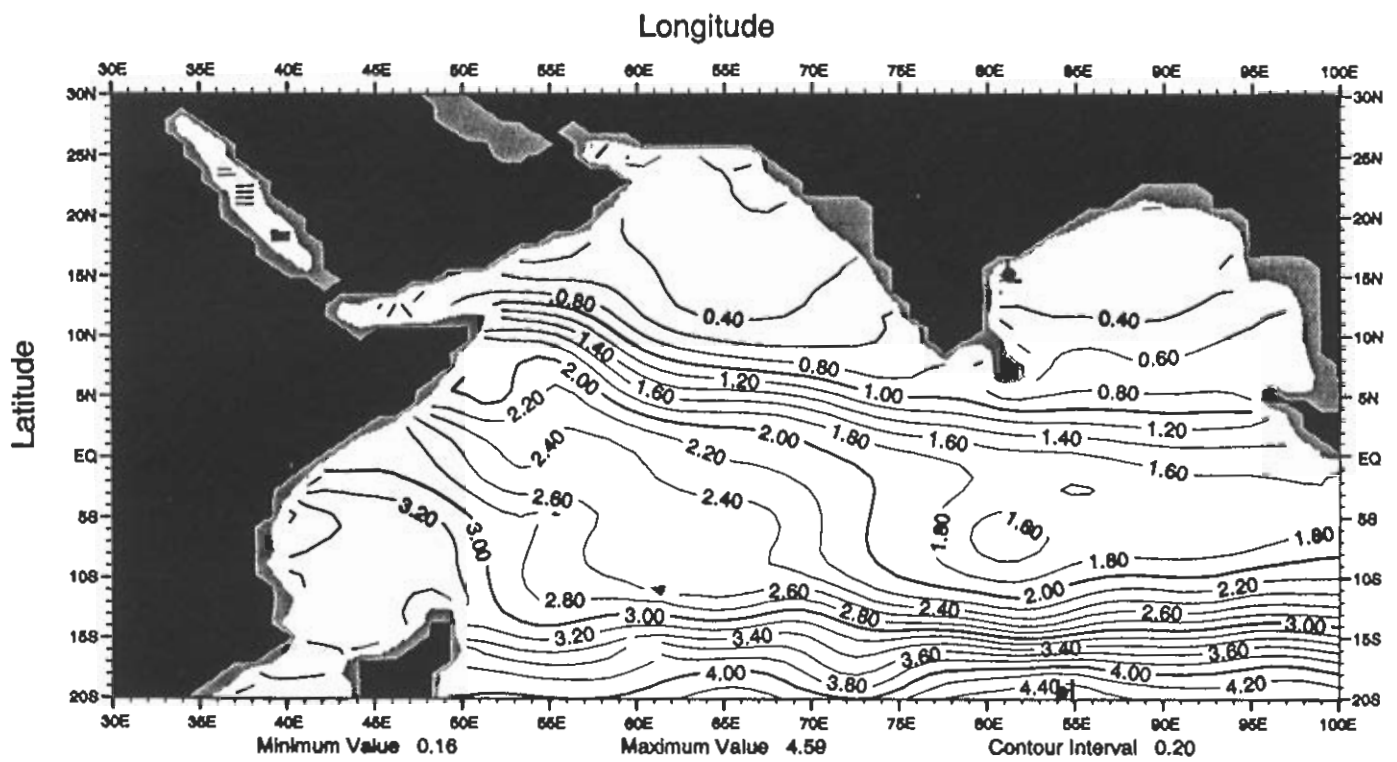 Longitude
30E 35E 40E 45E 50E 55E 60E 65E 70E 75E 80E 85E 90E 95E 100E
30N 30N
25N 25N
20N 20N
15N 15N
0.80 0.40 0.40
10N 10N
1.40 0.80 0.60
2.00 1.60 1.20 1.00 0.80
5N 5N
2.20 2.00 1.80 1.60 1.40 1.20
Latitude
EQ EQ
2.40 2.20 1.60
2.60 2.40
5S 5S
3.20 3.00 1.80 1.60 1.80
1.80
10S 10S
2.80 2.60 2.40 2.00 2.20
3.00 2.80 2.60 3.00
15S 15S
3.20 3.40 3.60 3.40 3.60
4.00 3.80 4.00
4.40 4.20
20S 20S
30E 35E 40E 45E 50E 55E 60E 65E 70E 75E 80E 85E 90E 95E 100E
Minimum Value 0.16 Maximum Value 4.59 Contour Interval 0.20